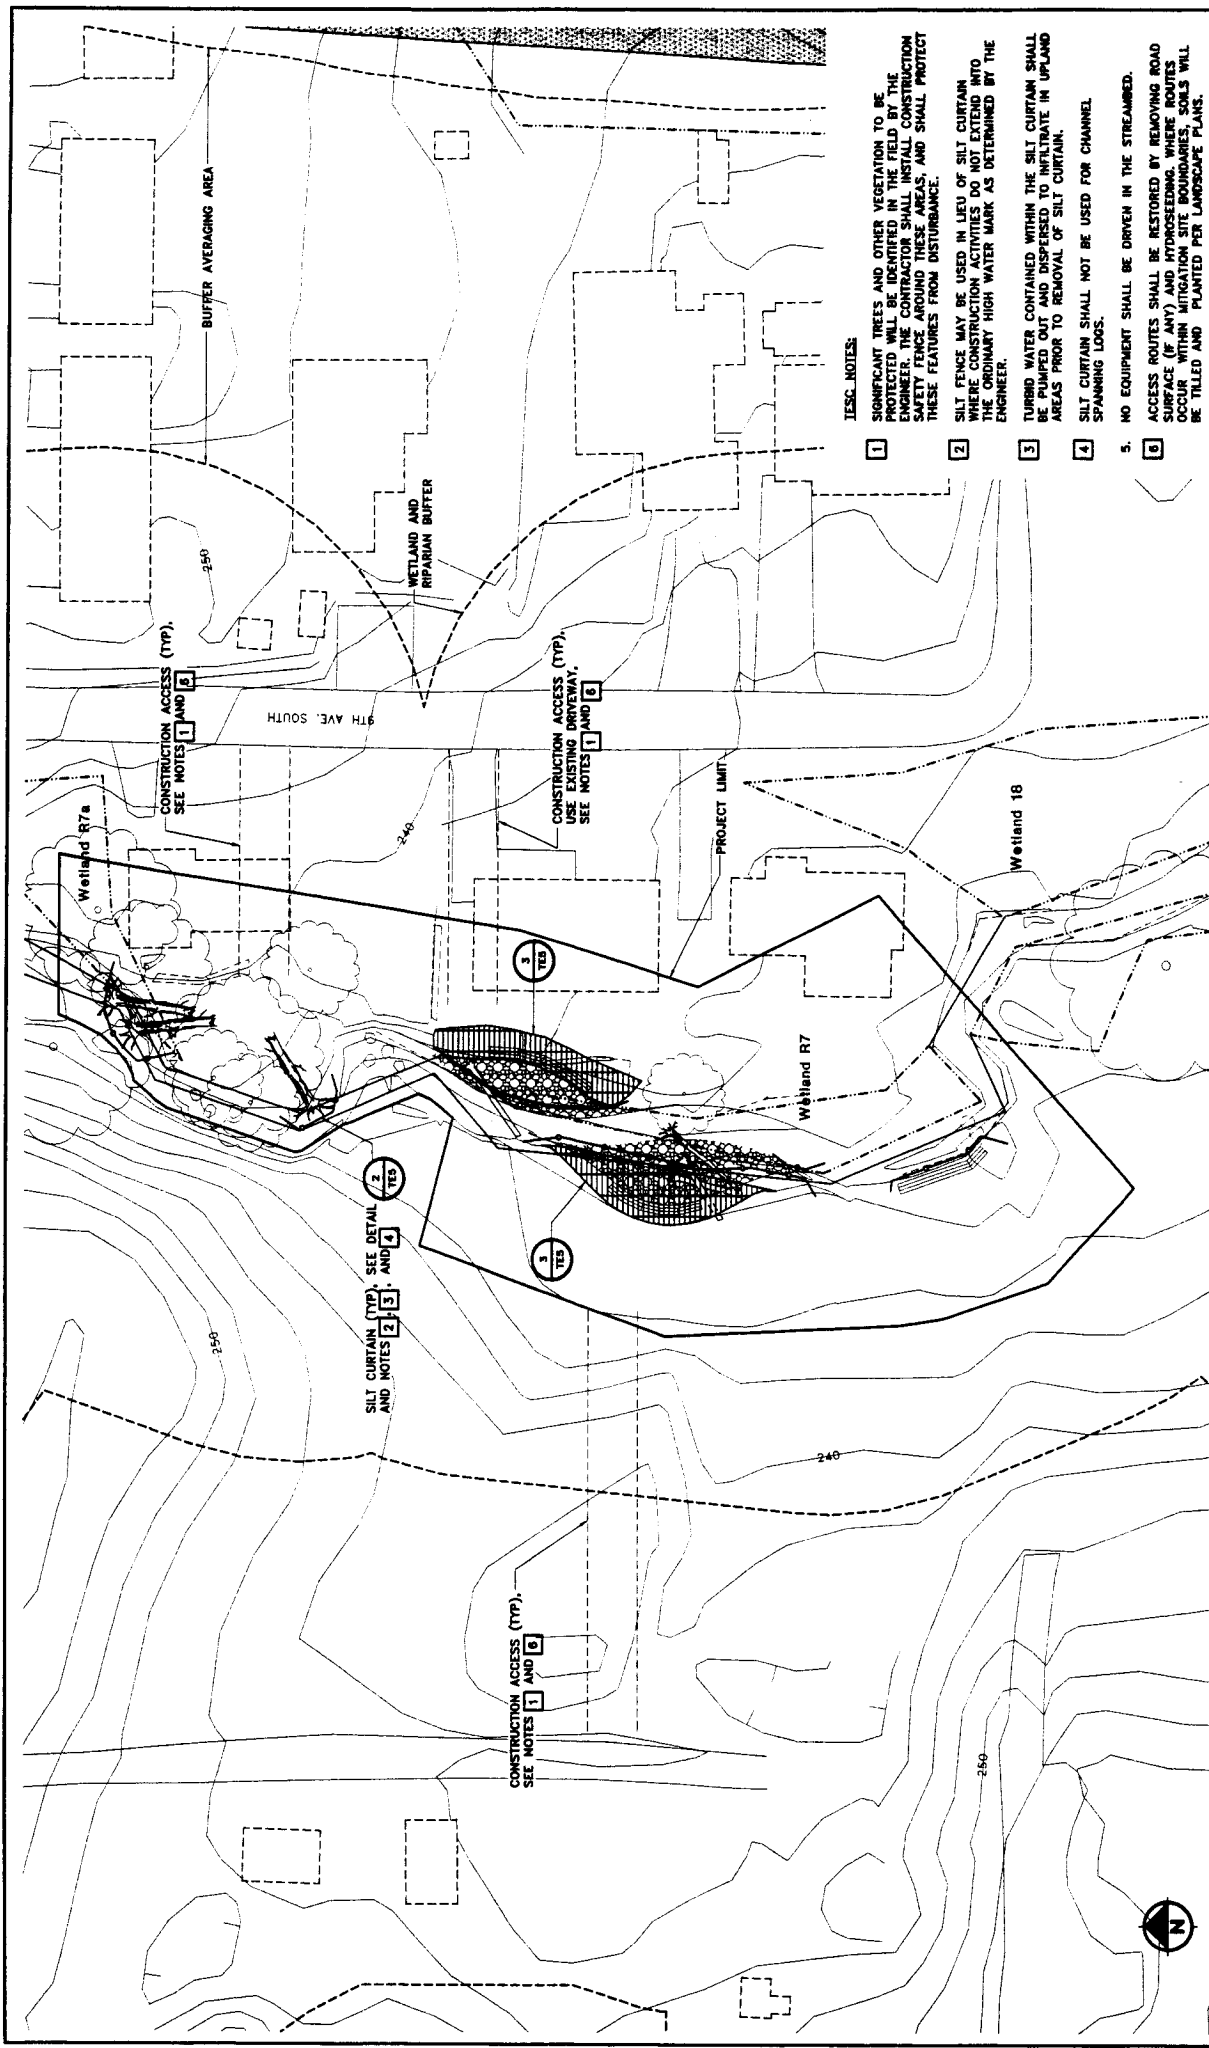 BUFFER AVERAGING AREA
250
WETLAND AND
RIPARIAN BUFFER
CONSTRUCTION ACCESS (TYP),
SEE NOTES 1 AND 6
9TH AVE. SOUTH
CONSTRUCTION ACCESS (TYP),
USE EXISTING DRIVEWAY,
SEE NOTES 1 AND 6
Wetland R7a
240
PROJECT LIMIT
Wetland 18
3
TE5
Wetland R7
2
TE5
SILT CURTAIN (TYP), SEE DETAIL
AND NOTES 2, 3, AND 4
3
TE5
250
240
CONSTRUCTION ACCESS (TYP),
SEE NOTES 1 AND 6
250
N
TESC NOTES:
1 SIGNIFICANT TREES AND OTHER VEGETATION TO BE
PROTECTED WILL BE IDENTIFIED IN THE FIELD BY THE
ENGINEER. THE CONTRACTOR SHALL INSTALL CONSTRUCTION
SAFETY FENCE AROUND THESE AREAS, AND SHALL PROTECT
THESE FEATURES FROM DISTURBANCE.
2 SILT FENCE MAY BE USED IN LIEU OF SILT CURTAIN
WHERE CONSTRUCTION ACTIVITIES DO NOT EXTEND INTO
THE ORDINARY HIGH WATER MARK AS DETERMINED BY THE
ENGINEER.
3 TURBID WATER CONTAINED WITHIN THE SILT CURTAIN SHALL
BE PUMPED OUT AND DISPERSED TO INFILTRATE IN UPLAND
AREAS PRIOR TO REMOVAL OF SILT CURTAIN.
4 SILT CURTAIN SHALL NOT BE USED FOR CHANNEL
SPANNING LOGS.
5. NO EQUIPMENT SHALL BE DRIVEN IN THE STREAMBED.
6 ACCESS ROUTES SHALL BE RESTORED BY REMOVING ROAD
SURFACE (IF ANY) AND HYDROSEEDING. WHERE ROUTES
OCCUR WITHIN MITIGATION SITE BOUNDARIES, SOILS WILL
BE TILLED AND PLANTED PER LANDSCAPE PLANS.